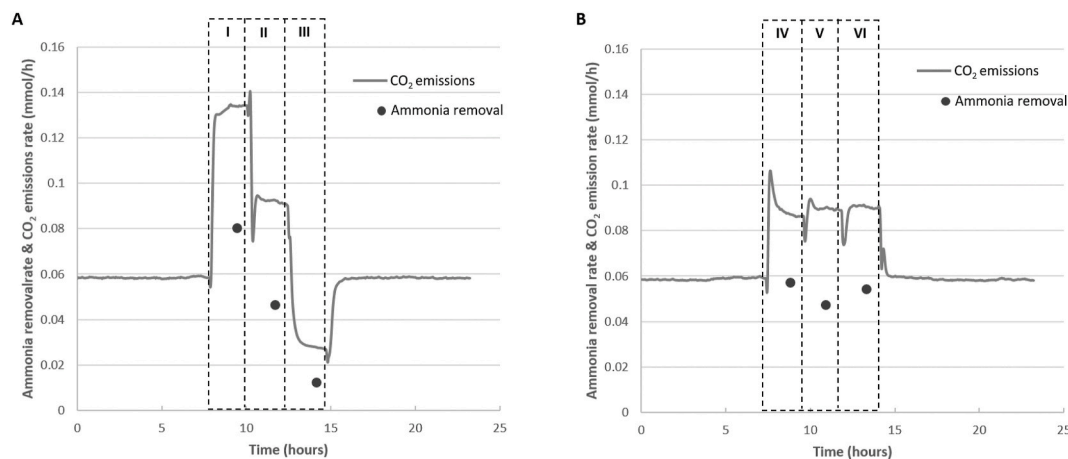 A
I II III
0.16
0.14
0.12
0.1
0.08
0.06
0.04
0.02
0
0 5 10 15 20 25
Ammonia removalrate & CO₂ emissions rate (mmol/h)
Time (hours)
CO₂ emissions
Ammonia removal
B
IV V VI
0.16
0.14
0.12
0.1
0.08
0.06
0.04
0.02
0
0 5 10 15 20 25
Ammonia removal rate & CO₂ emission rate (mmol/h)
Time (hours)
CO₂ emissions
Ammonia removal